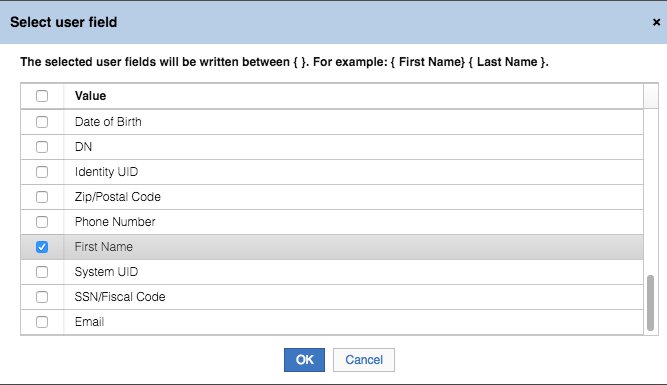 Select user field
×
The selected user fields will be written between { }. For example: { First Name} { Last Name }.
Value
Date of Birth
DN
Identity UID
Zip/Postal Code
Phone Number
First Name
System UID
SSN/Fiscal Code
Email
OK
Cancel